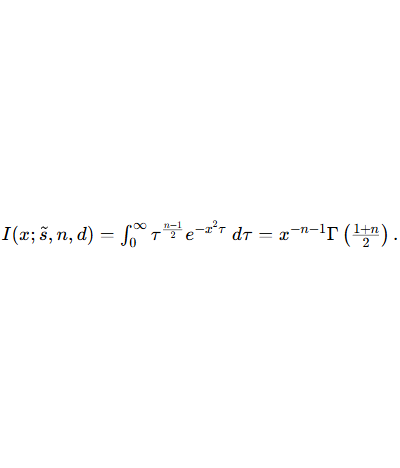 $I(x; \tilde{s}, n, d) = \int_0^\infty \tau^{\frac{n-1}{2}} e^{-x^2 \tau} \, d\tau = x^{-n-1} \Gamma\left(\frac{1+n}{2}\right).$